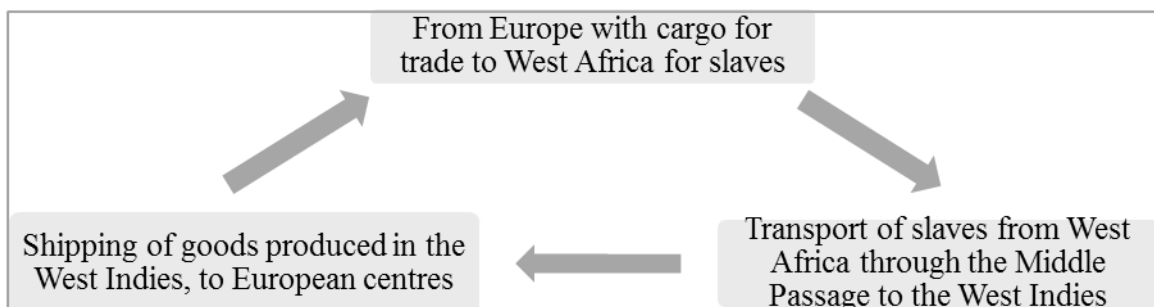 From Europe with cargo for
trade to West Africa for slaves
Transport of slaves from West
Africa through the Middle
Passage to the West Indies
Shipping of goods produced in the
West Indies, to European centres